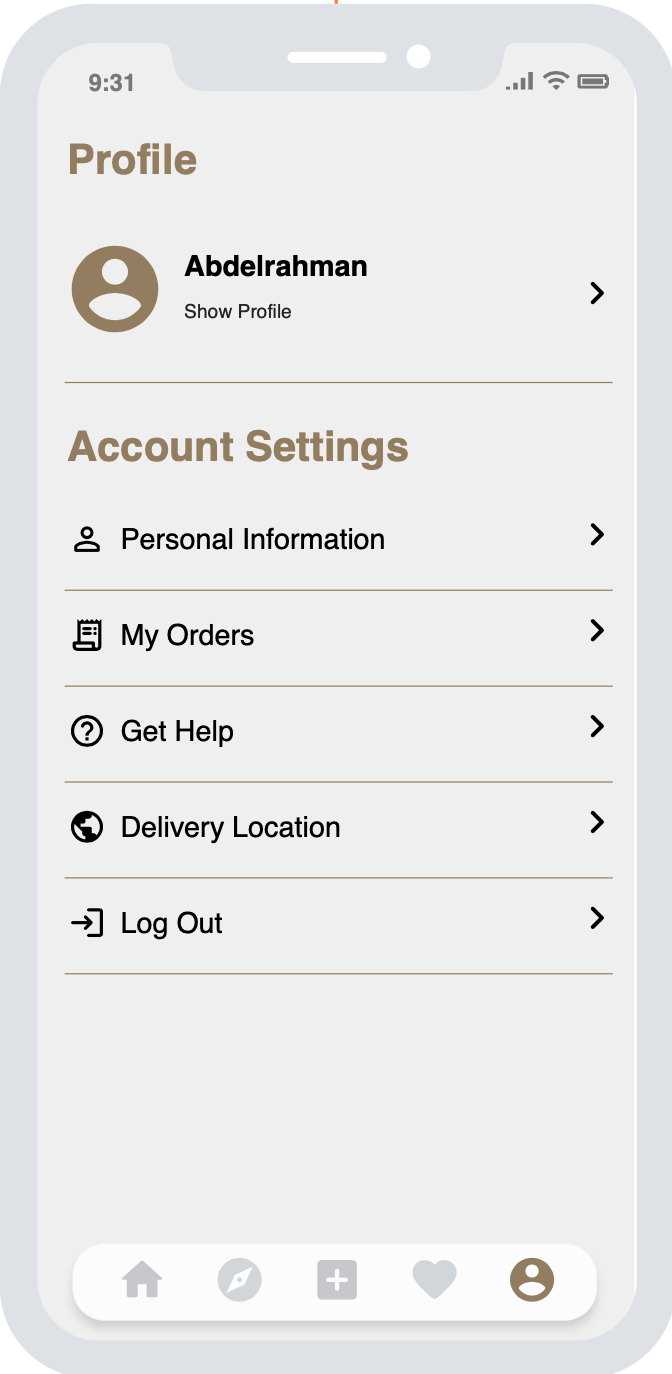 9:31
Profile
Abdelrahman
Show Profile
Account Settings
Personal Information
My Orders
Get Help
Delivery Location
Log Out